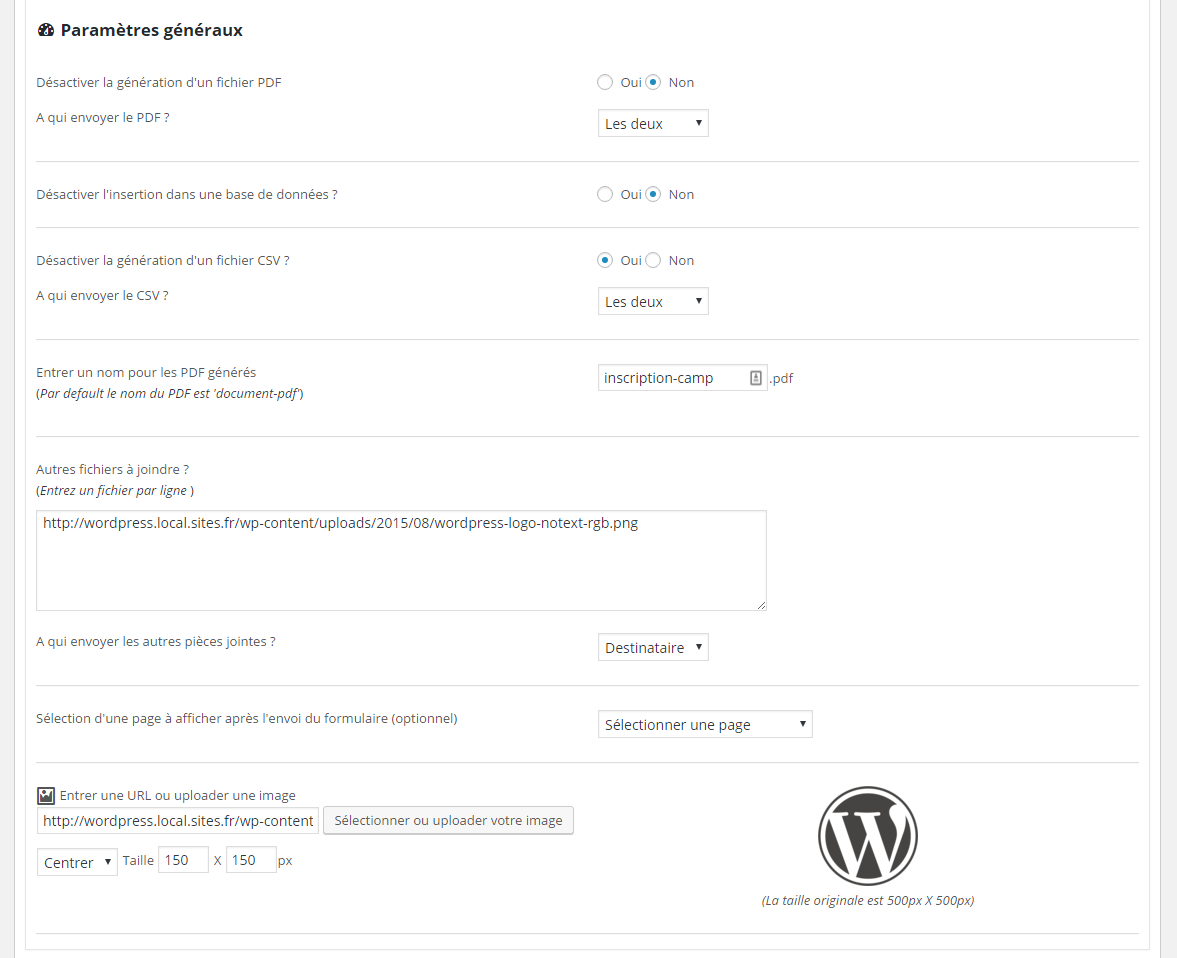 Paramètres généraux
Désactiver la génération d'un fichier PDF Oui Non
A qui envoyer le PDF ? Les deux
Désactiver l'insertion dans une base de données ? Oui Non
Désactiver la génération d'un fichier CSV ? Oui Non
A qui envoyer le CSV ? Les deux
Entrer un nom pour les PDF générés
(Par default le nom du PDF est 'document-pdf') inscription-camp .pdf
Autres fichiers à joindre ?
(Entrez un fichier par ligne )
http://wordpress.local.sites.fr/wp-content/uploads/2015/08/wordpress-logo-notext-rgb.png
A qui envoyer les autres pièces jointes ? Destinataire
Sélection d'une page à afficher après l'envoi du formulaire (optionnel) Sélectionner une page
Entrer une URL ou uploader une image
http://wordpress.local.sites.fr/wp-content Sélectionner ou uploader votre image
Centrer Taille 150 X 150 px
(La taille originale est 500px X 500px)